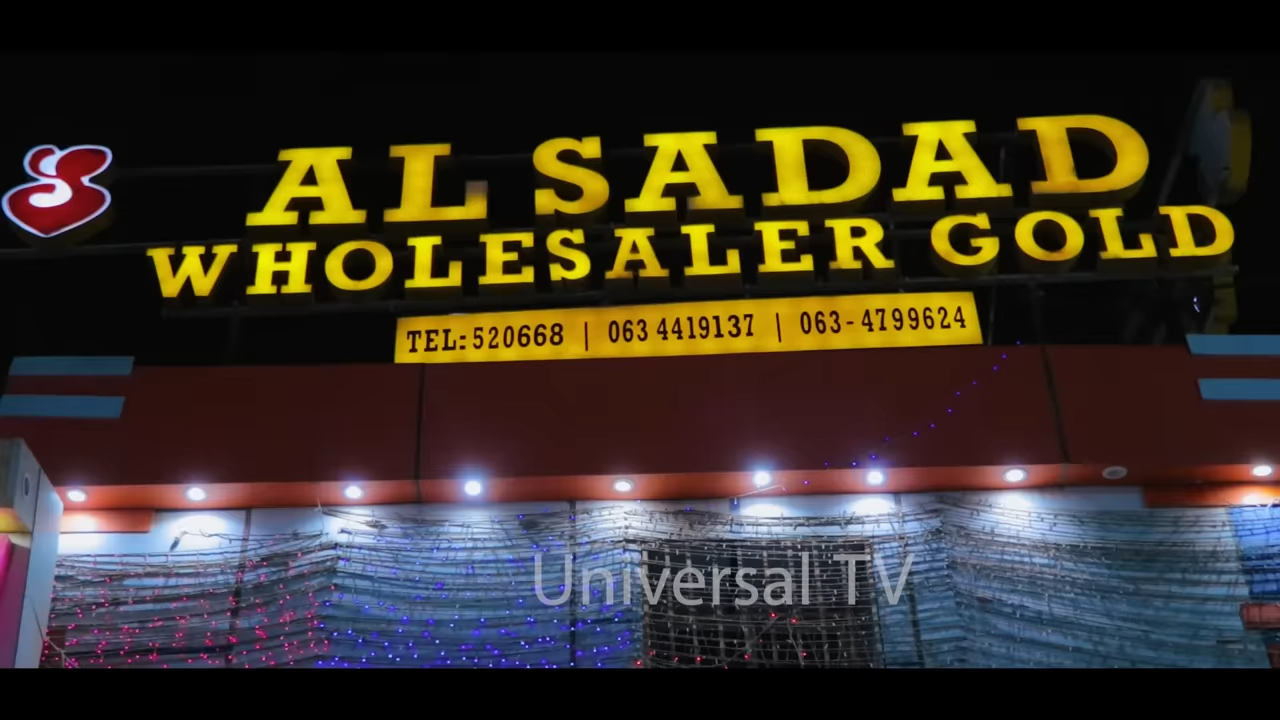 AL SADAD
WHOLESALER GOLD
TEL: 520668 | 063 4419137 | 063-4799624
Universal TV